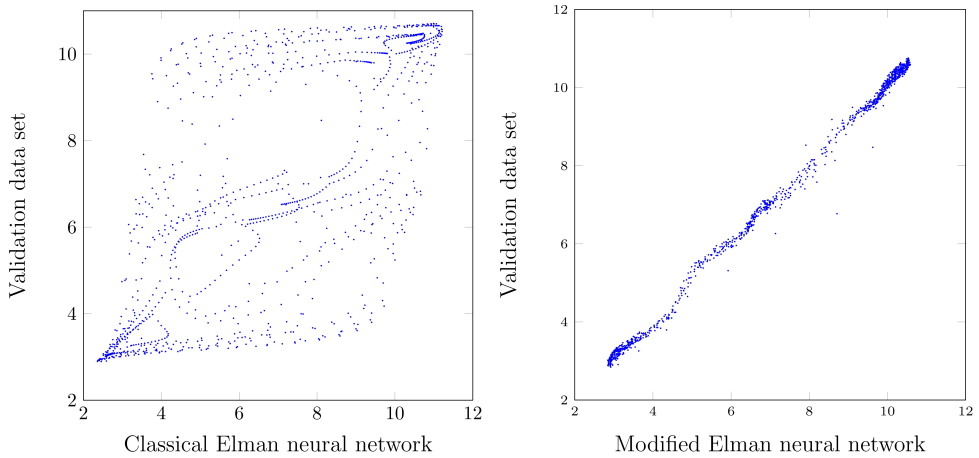 Validation data set
10
8
6
4
2
2 4 6 8 10 12
Classical Elman neural network
Validation data set
12
10
8
6
4
2
2 4 6 8 10 12
Modified Elman neural network